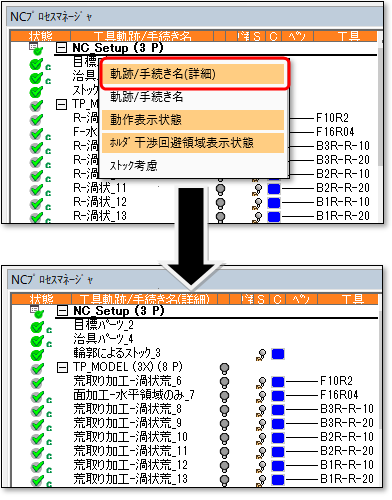 NCﾌﾟﾛｾｽﾏﾈｰｼﾞｬ
状態 工具軌跡/手続き名 S C ﾍﾟﾝ 工具
NC_Setup (3 P)
目標
治具
ｽﾄｯｸ
TP_M
R-渦 F10R2
F-水 F16R04
R-渦 B3R-R-10
R-渦 B3R-R-20
R-渦 B2R-R-10
R-渦状_11 B2R-R-20
R-渦状_12 B1R-R-10
R-渦状_13 B1R-R-20
軌跡/手続き名(詳細)
軌跡/手続き名
動作表示状態
ﾎﾙﾀﾞ干渉回避領域表示状態
ｽﾄｯｸ考慮
NCﾌﾟﾛｾｽﾏﾈｰｼﾞｬ
状態 工具軌跡/手続き名(詳細) S C ﾍﾟﾝ 工具
NC_Setup (3 P)
目標ﾊﾟｰﾂ_2
治具ﾊﾟｰﾂ_4
輪郭によるｽﾄｯｸ_3
TP_MODEL (3X) (8 P)
荒取り加工-渦状荒_6 F10R2
面加工-水平領域のみ_7 F16R04
荒取り加工-渦状荒_8 B3R-R-10
荒取り加工-渦状荒_9 B3R-R-20
荒取り加工-渦状荒_10 B2R-R-10
荒取り加工-渦状荒_11 B2R-R-20
荒取り加工-渦状荒_12 B1R-R-10
荒取り加工-渦状荒_13 B1R-R-20